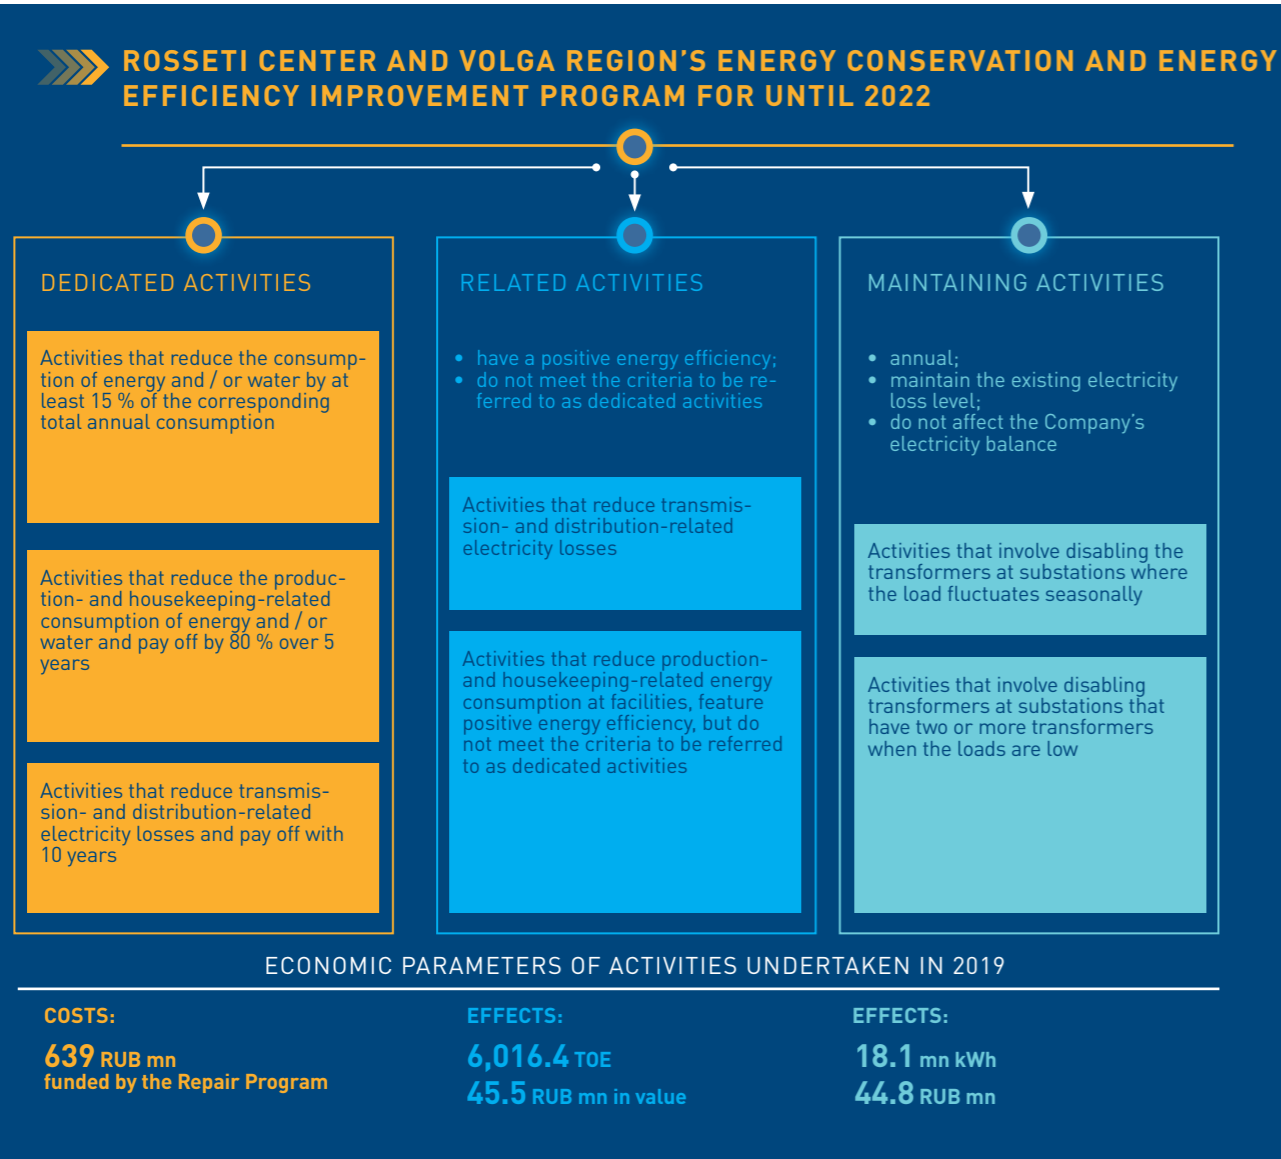 ROSSETI CENTER AND VOLGA REGION'S ENERGY CONSERVATION AND ENERGY
EFFICIENCY IMPROVEMENT PROGRAM FOR UNTIL 2022
DEDICATED ACTIVITIES
Activities that reduce the consump-
tion of energy and / or water by at
least 15 % of the corresponding
total annual consumption
Activities that reduce the produc-
tion- and housekeeping-related
consumption of energy and / or
water and pay off by 80 % over 5
years
Activities that reduce transmis-
sion- and distribution-related
electricity losses and pay off with
10 years
RELATED ACTIVITIES
• have a positive energy efficiency;
• do not meet the criteria to be re-
ferred to as dedicated activities
Activities that reduce transmis-
sion- and distribution-related
electricity losses
Activities that reduce production-
and housekeeping-related energy
consumption at facilities, feature
positive energy efficiency, but do
not meet the criteria to be referred
to as dedicated activities
MAINTAINING ACTIVITIES
• annual;
• maintain the existing electricity
loss level;
• do not affect the Company's
electricity balance
Activities that involve disabling the
transformers at substations where
the load fluctuates seasonally
Activities that involve disabling
transformers at substations that
have two or more transformers
when the loads are low
ECONOMIC PARAMETERS OF ACTIVITIES UNDERTAKEN IN 2019
COSTS:
639 RUB mn
funded by the Repair Program
EFFECTS:
6,016.4 TOE
45.5 RUB mn in value
EFFECTS:
18.1 mn kWh
44.8 RUB mn